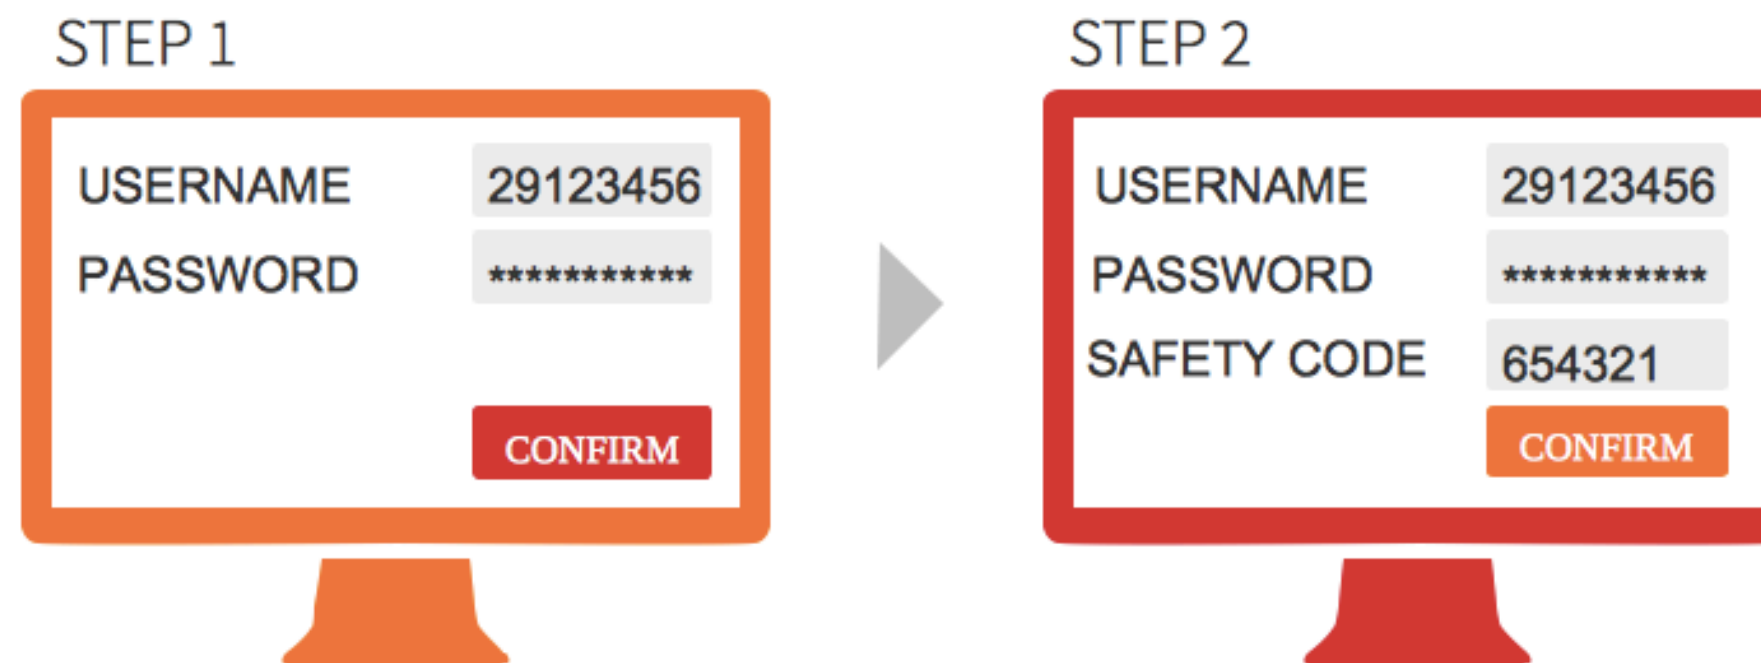 STEP 1
USERNAME 29123456
PASSWORD ***********
CONFIRM
STEP 2
USERNAME 29123456
PASSWORD ***********
SAFETY CODE 654321
CONFIRM